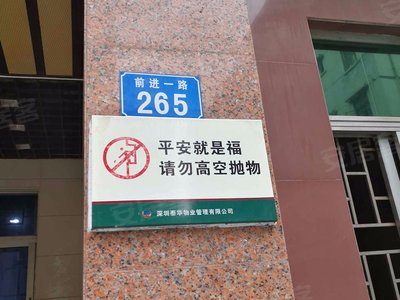 前进一路
265
平安就是福
请勿高空抛物
深圳泰华物业管理有限公司